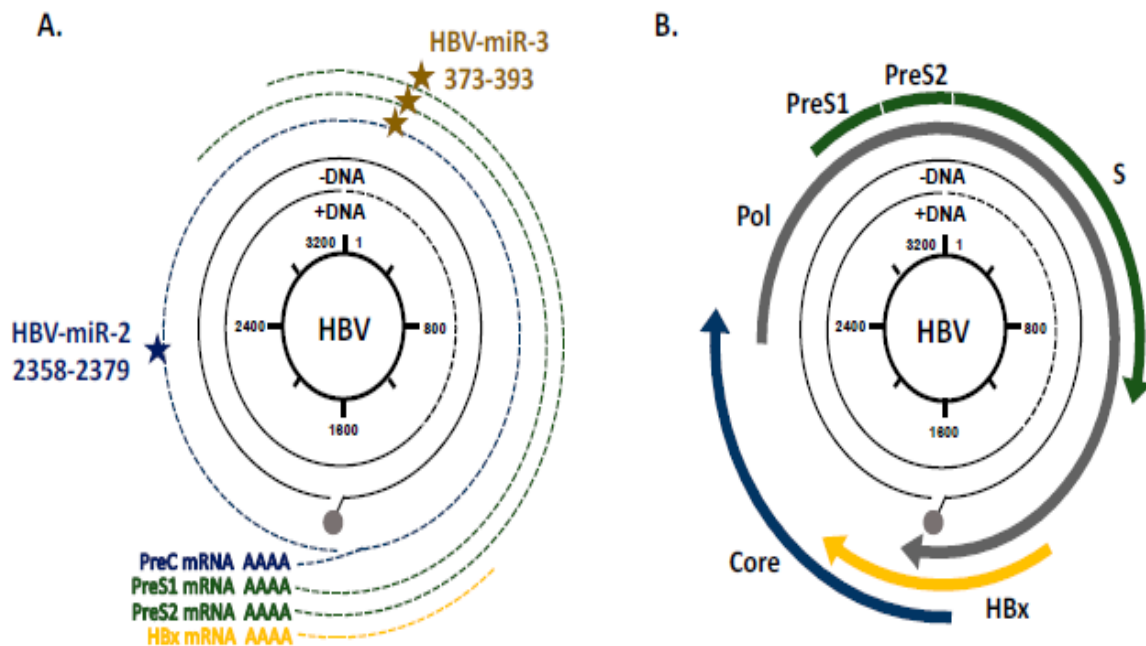 A.
HBV-miR-3
373-393
-DNA
+DNA
3200 1
2400
HBV
800
1600
HBV-miR-2
2358-2379
PreC mRNA AAAA
PreS1 mRNA AAAA
PreS2 mRNA AAAA
HBx mRNA AAAA
B.
PreS2
PreS1
S
Pol
-DNA
+DNA
3200 1
2400
HBV
800
1600
Core
HBx